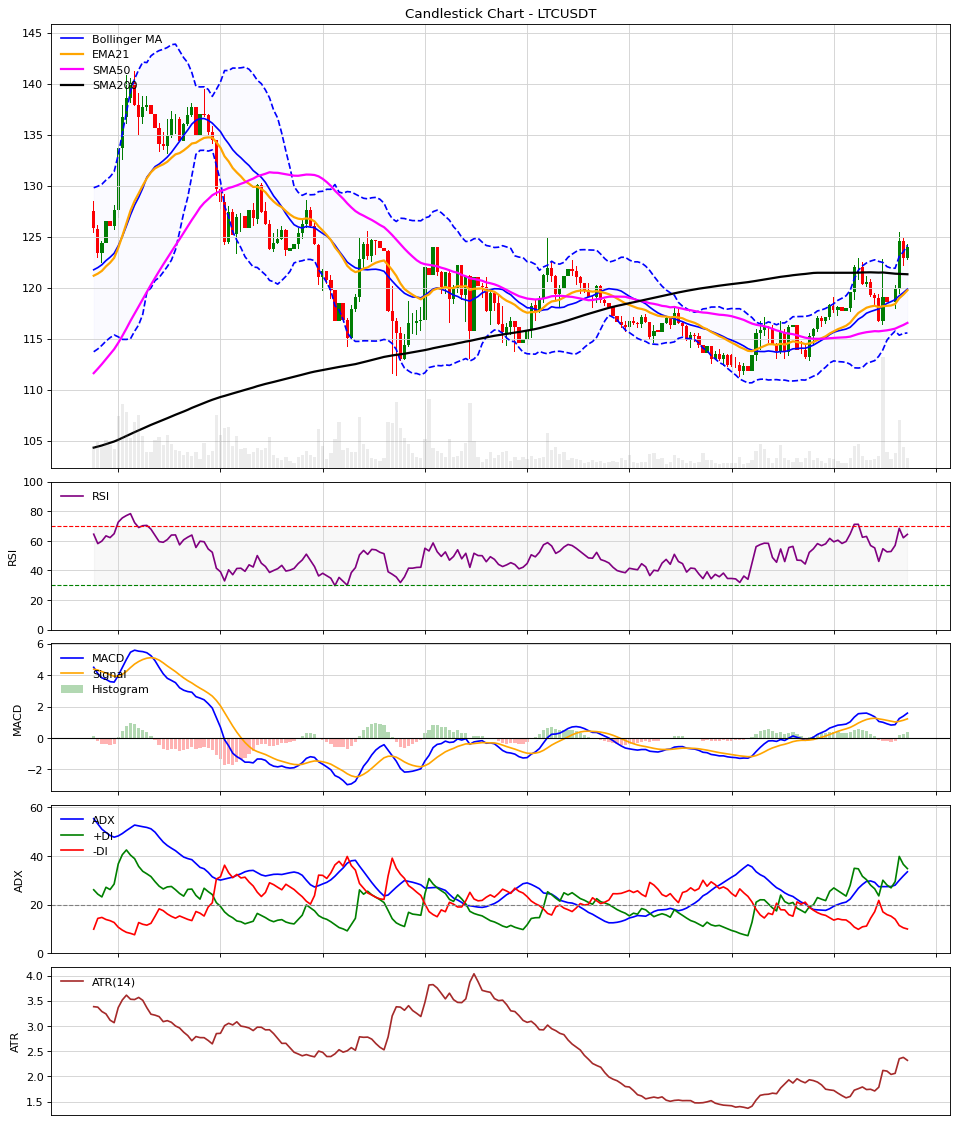 Candlestick Chart - LTCUSDT
145
140
135
130
125
120
115
110
105
Bollinger MA
EMA21
SMA50
SMA200
100
80
60
40
20
0
RSI
RSI
6
4
2
0
−2
MACD
MACD
Signal
Histogram
60
40
20
0
ADX
ADX
+DI
-DI
4.0
3.5
3.0
2.5
2.0
1.5
ATR
ATR(14)